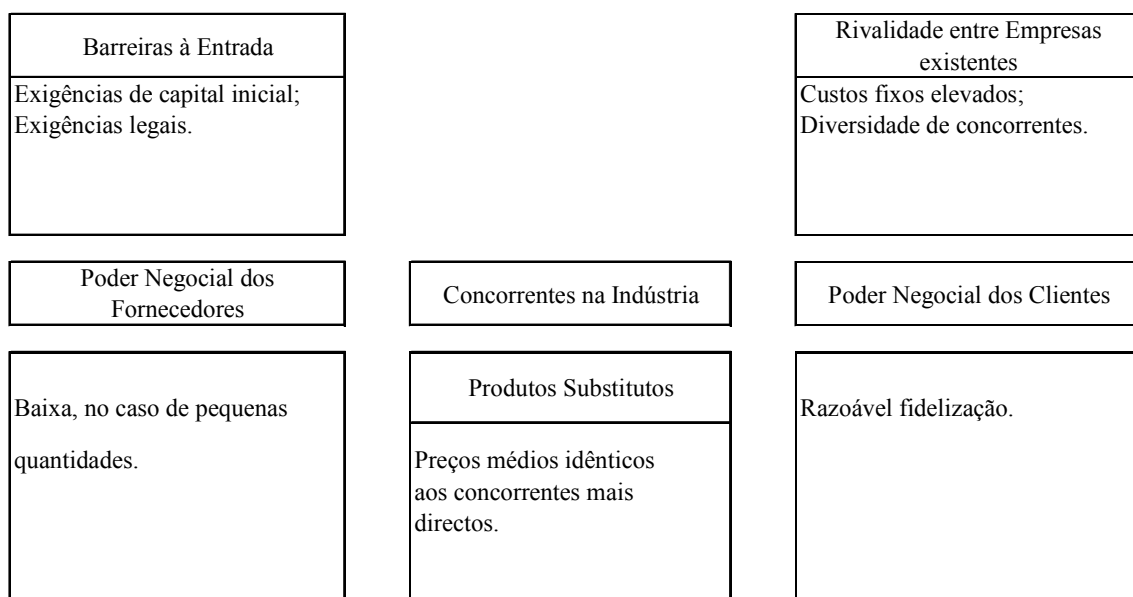 Barreiras à Entrada
Exigências de capital inicial;
Exigências legais.
Rivalidade entre Empresas
existentes
Custos fixos elevados;
Diversidade de concorrentes.
Poder Negocial dos
Fornecedores
Concorrentes na Indústria
Poder Negocial dos Clientes
Baixa, no caso de pequenas
quantidades.
Produtos Substitutos
Preços médios idênticos
aos concorrentes mais
directos.
Razoável fidelização.